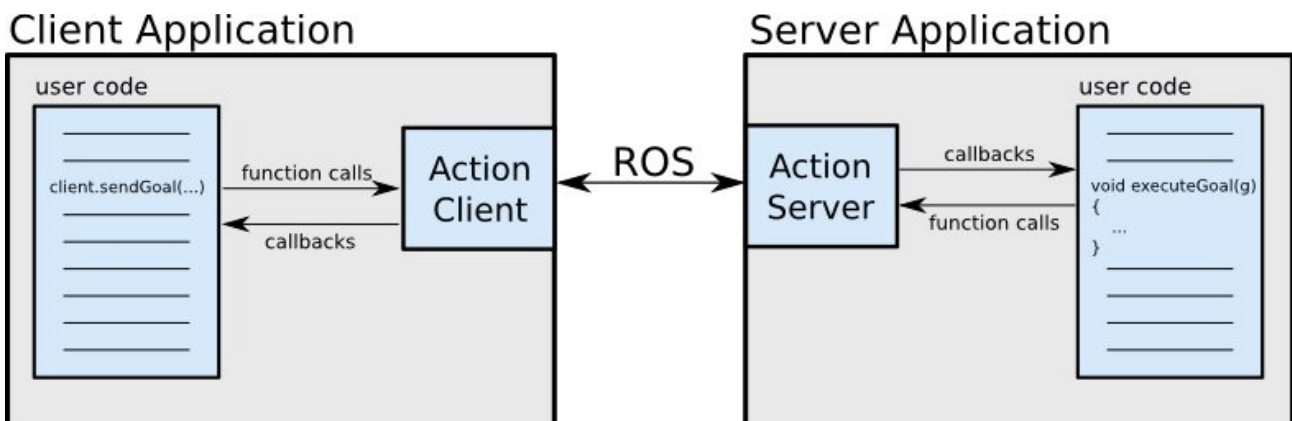 Client Application
Server Application
user code
client.sendGoal(...)
function calls
callbacks
Action
Client
ROS
Action
Server
callbacks
function calls
user code
void executeGoal(g)
{
...
}